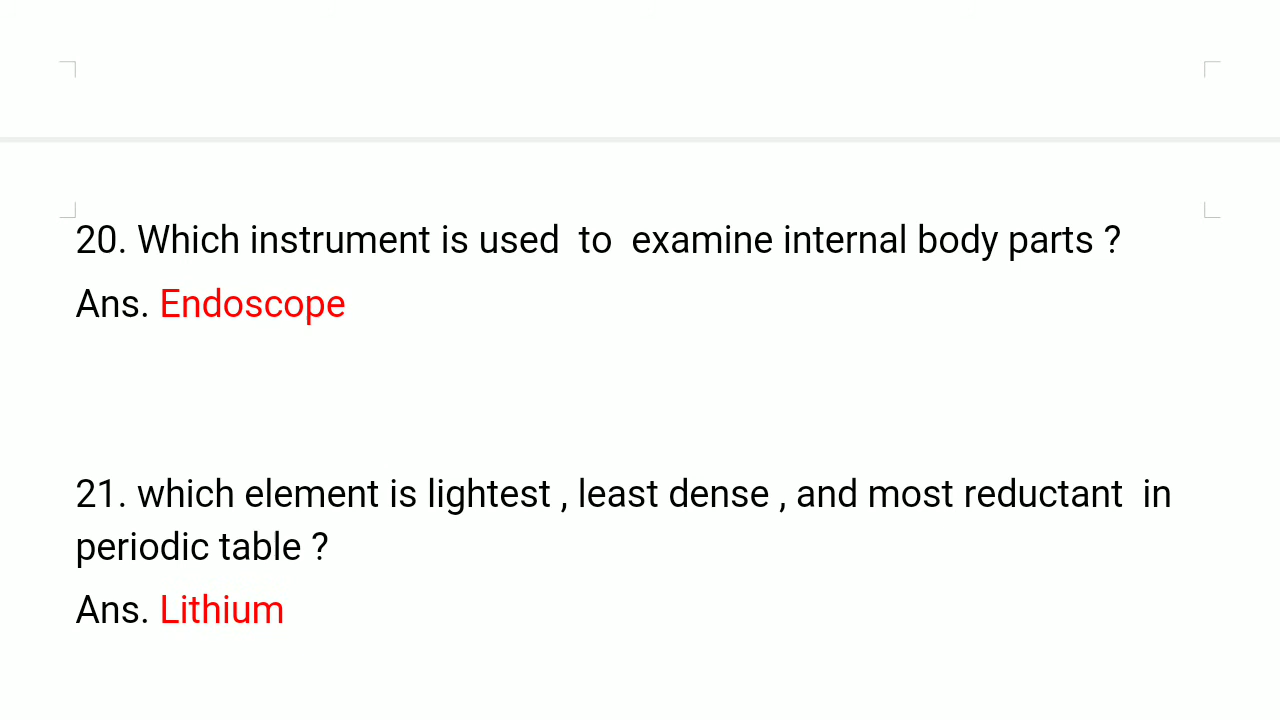 20. Which instrument is used  to  examine internal body parts ?
Ans. Endoscope
21. which element is lightest , least dense , and most reductant  in
periodic table ?
Ans. Lithium